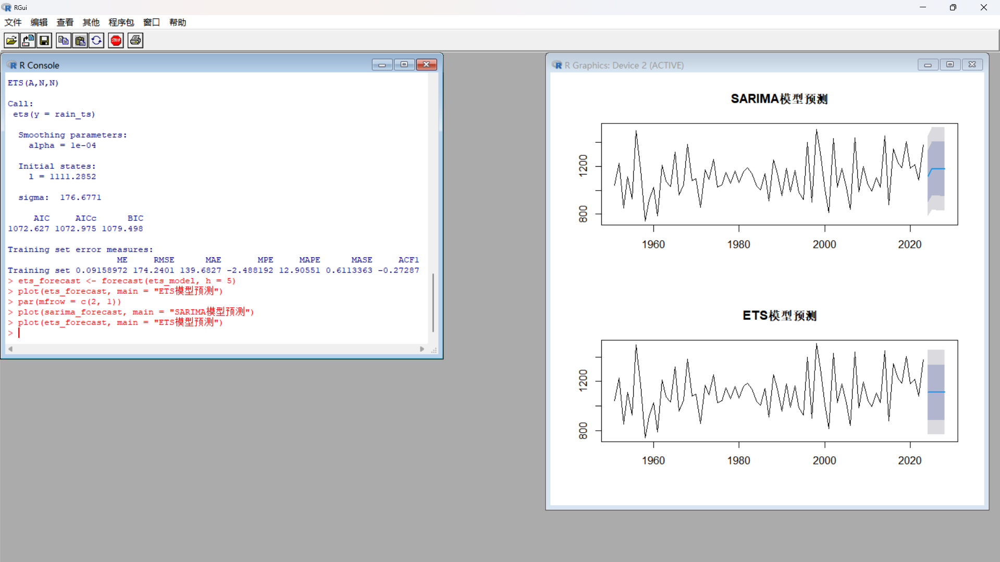 RGui
文件 编辑 查看 其他 程序包 窗口 帮助
STOP
R Console
ETS(A,N,N)
Call:
ets(y = rain_ts)
Smoothing parameters:
alpha = 1e-04
Initial states:
l = 1111.2852
sigma:  176.6771
AIC AICc BIC
1072.627 1072.975 1079.498
Training set error measures:
ME RMSE MAE MPE MAPE MASE ACF1
Training set 0.09158972 174.2401 139.6827 -2.488192 12.90551 0.6113363 -0.27287
> ets_forecast <- forecast(ets_model, h = 5)
> plot(ets_forecast, main = "ETS模型预测")
> par(mfrow = c(2, 1))
> plot(sarima_forecast, main = "SARIMA模型预测")
> plot(ets_forecast, main = "ETS模型预测")
>
R Graphics: Device 2 (ACTIVE)
SARIMA模型预测
1200
800
1960 1980 2000 2020
ETS模型预测
1200
800
1960 1980 2000 2020